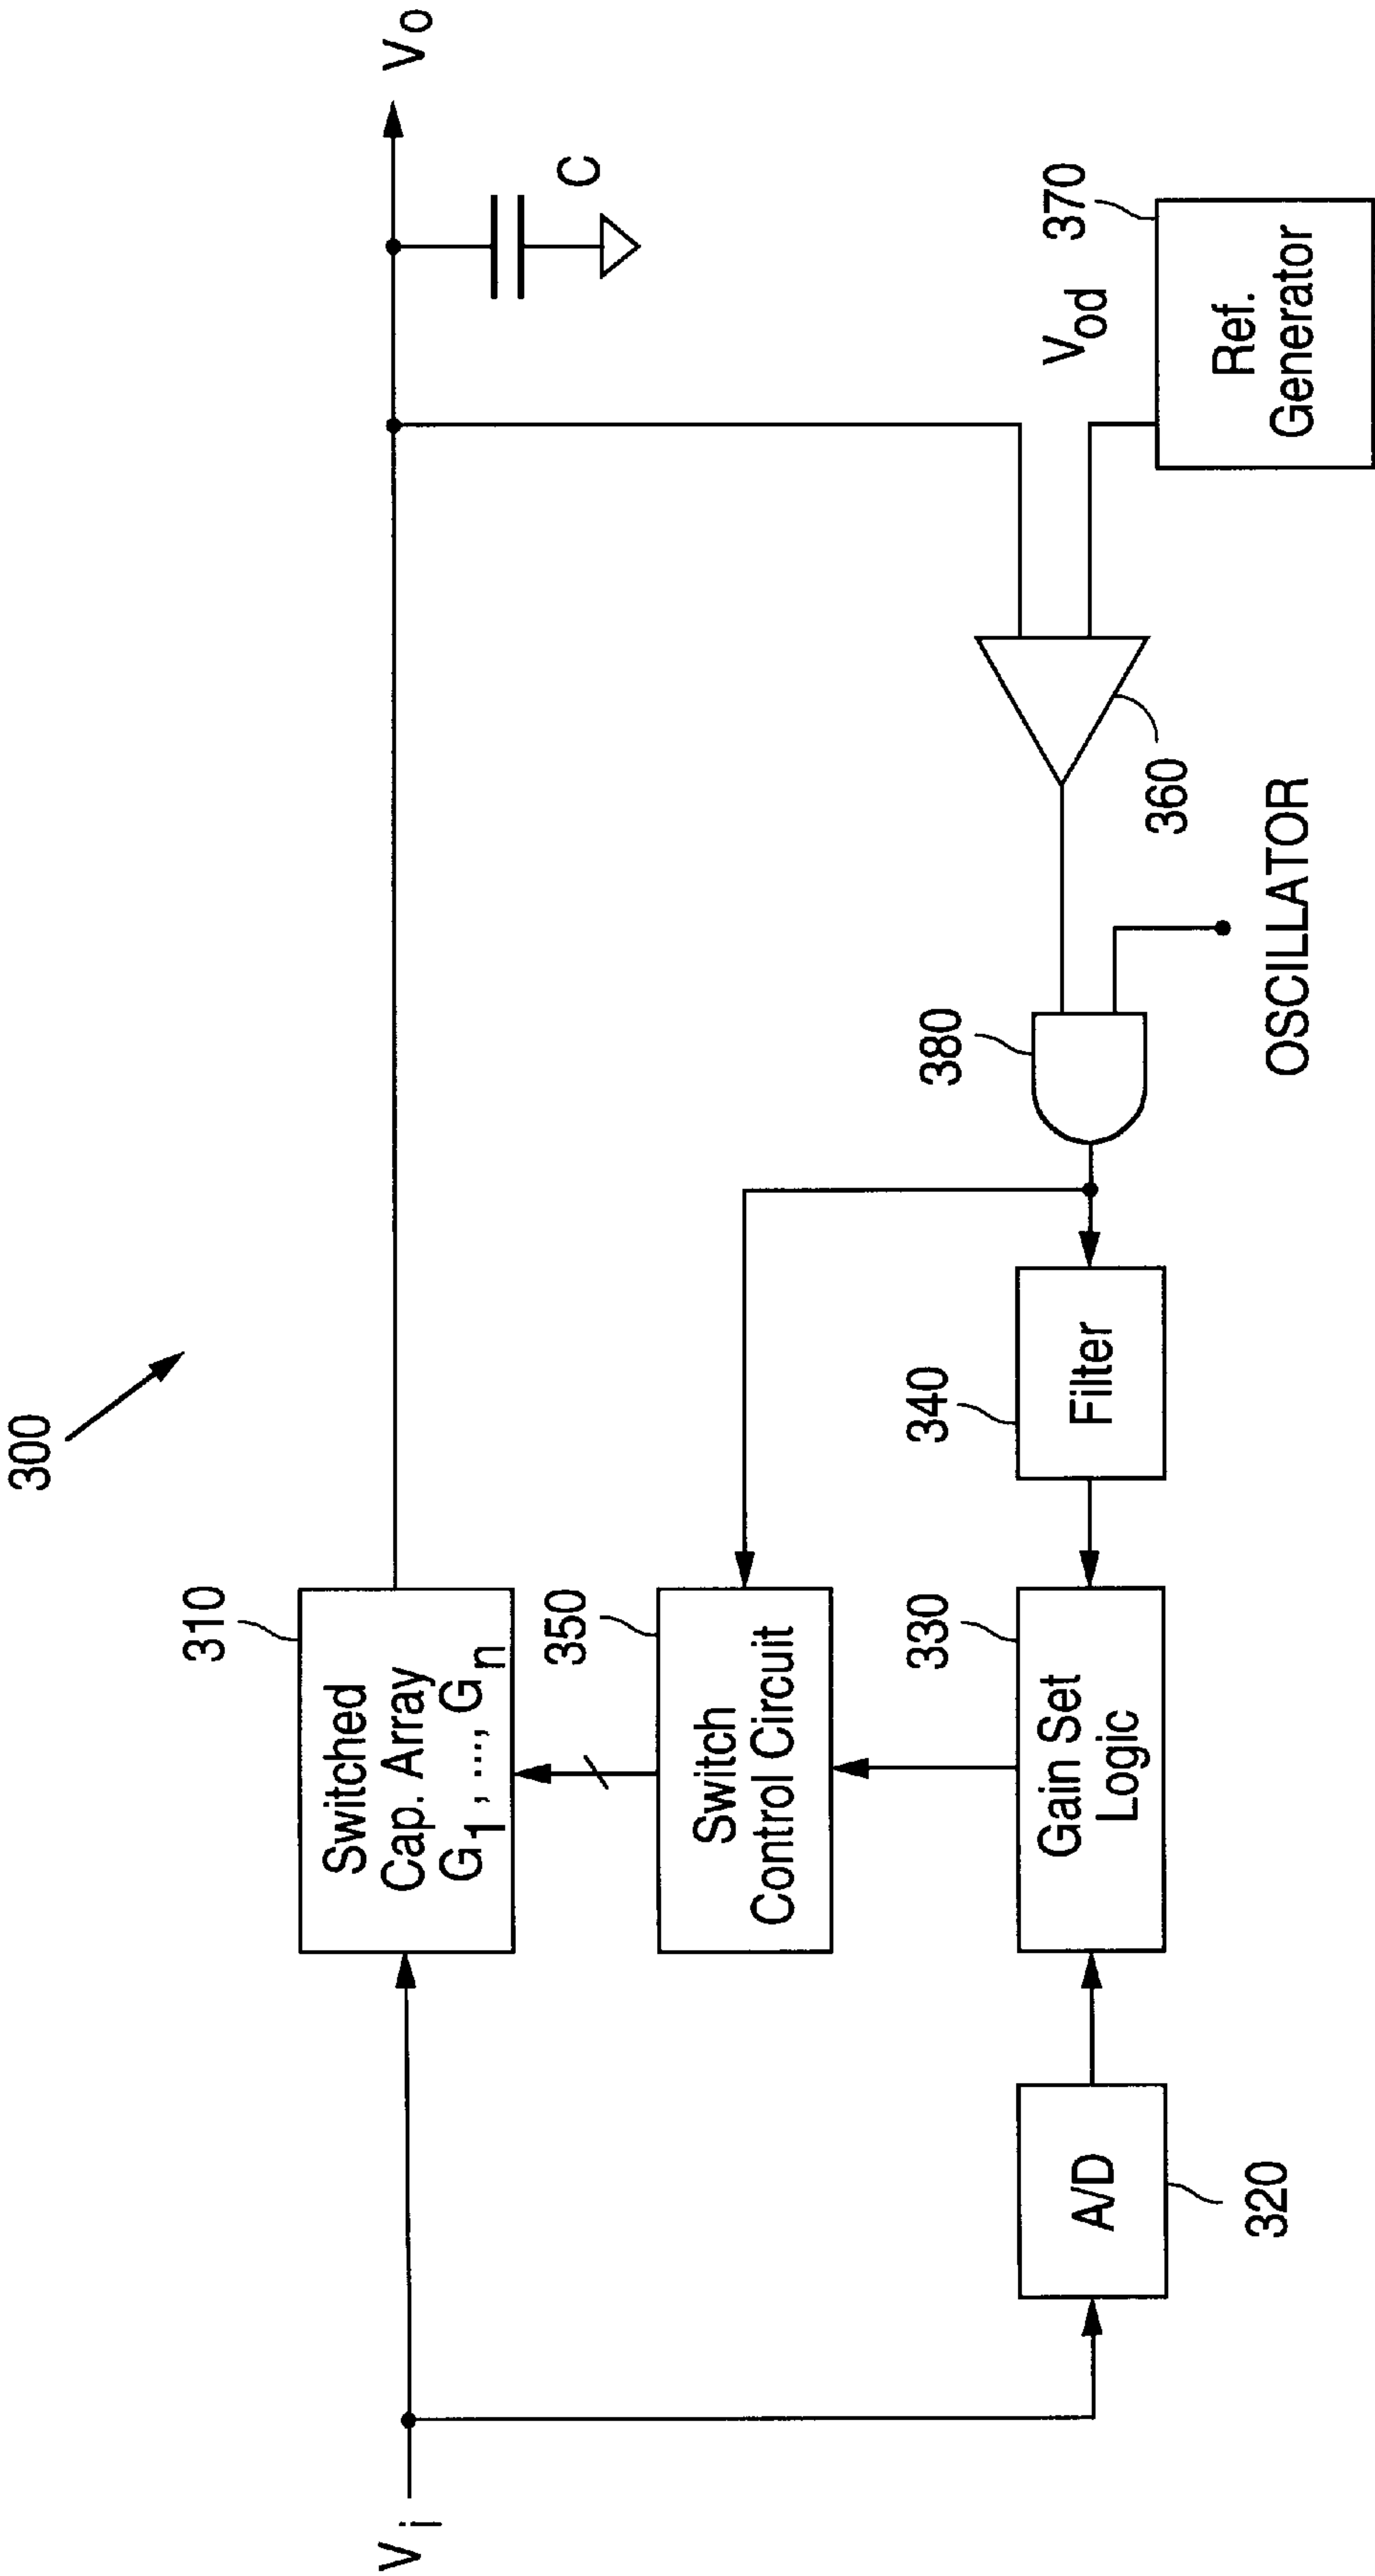 300
V i
310
Switched
Cap. Array
G1 , ..., Gn
Vo
C
350
Switch
Control Circuit
330
Gain Set
Logic
340
Filter
380
OSCILLATOR
360
Vod
370
Ref.
Generator
A/D
320